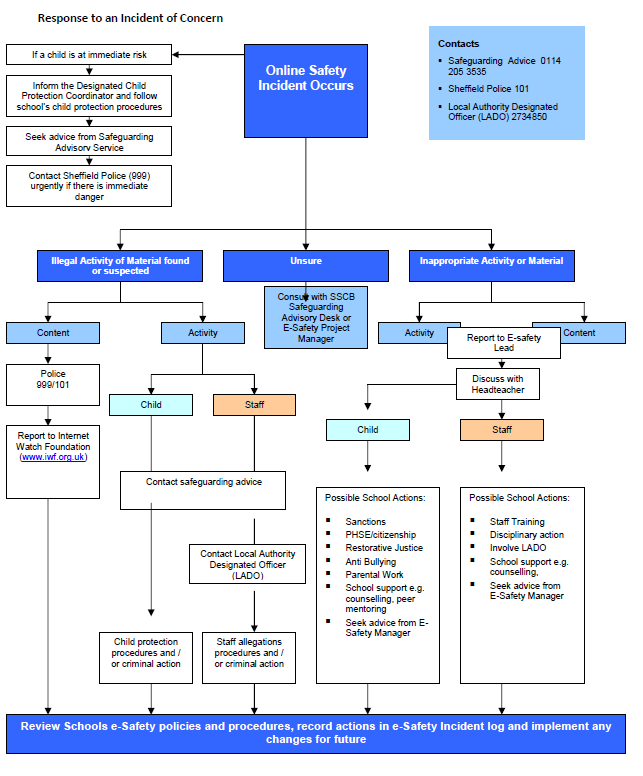 Response to an Incident of Concern
If a child is at immediate risk
Inform the Designated Child
Protection Coordinator and follow
school's child protection procedures
Seek advice from Safeguarding
Advisory Service
Contact Sheffield Police (999)
urgently if there is immediate
danger
Online Safety
Incident Occurs
Contacts
▪ Safeguarding Advice 0114
205 3535
▪ Sheffield Police 101
▪ Local Authority Designated
Officer (LADO) 2734850
Illegal Activity of Material found
or suspected
Unsure
Inappropriate Activity or Material
Content
Activity
Consult with SSCB
Safeguarding
Advisory Desk or
E-Safety Project
Manager
Activity
Content
Report to E-safety
Lead
Police
999/101
Discuss with
Headteacher
Child
Staff
Child
Staff
Report to Internet
Watch Foundation
(www.iwf.org.uk)
Contact safeguarding advice
Contact Local Authority
Designated Officer
(LADO)
Child protection
procedures and /
or criminal action
Staff allegations
procedures and /
or criminal action
Possible School Actions:
▪ Sanctions
▪ PHSE/citizenship
▪ Restorative Justice
▪ Anti Bullying
▪ Parental Work
▪ School support e.g.
counselling, peer
mentoring
▪ Seek advice from E-
Safety Manager
Possible School Actions:
▪ Staff Training
▪ Disciplinary action
▪ Involve LADO
▪ School support e.g.
counselling,
▪ Seek advice from
E-Safety Manager
Review Schools e-Safety policies and procedures, record actions in e-Safety Incident log and implement any
changes for future